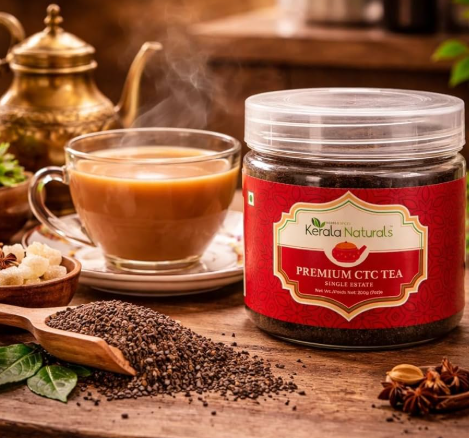 Kerala Naturals
PREMIUM CTC TEA
SINGLE ESTATE